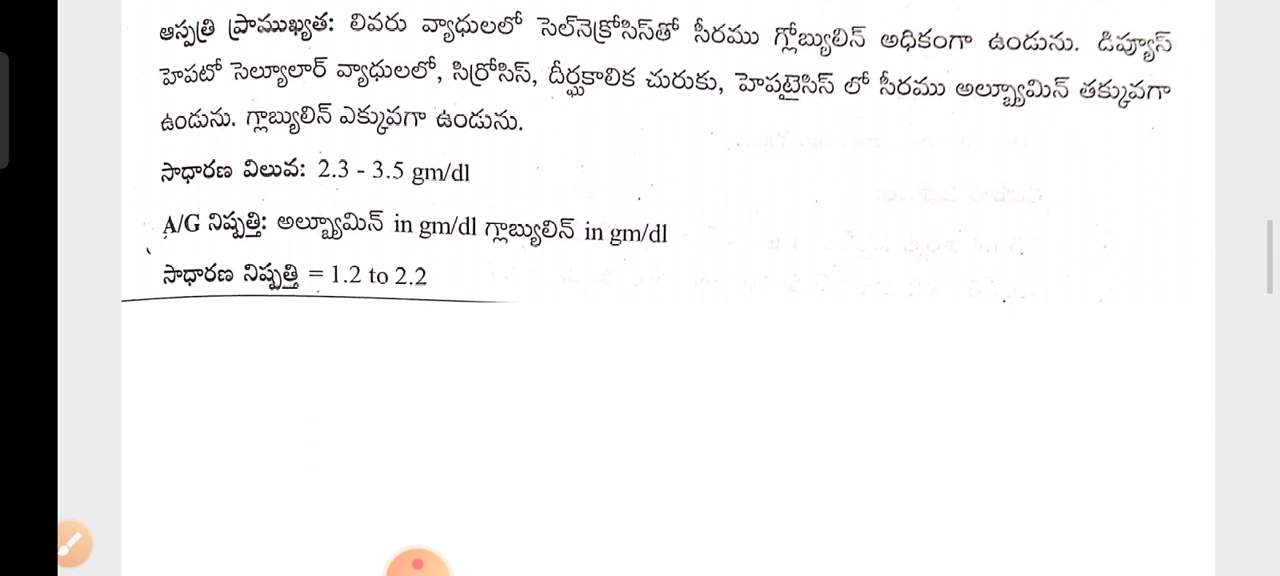 ఆస్పత్రి ప్రాముఖ్యత: లివరు వ్యాధులలో సెల్‌నెక్రోసిస్‌తో సీరము గ్లోబ్యులిన్ అధికంగా ఉండును. డిప్యూస్
హెపటో సెల్యూలార్ వ్యాధులలో, సిర్రోసిస్, దీర్ఘకాలిక చురుకు, హెపటైసిస్ లో సీరము అల్బ్యూమిన్ తక్కువగా
ఉండును. గ్లాబ్యులిన్ ఎక్కువగా ఉండును.
సాధారణ విలువ: 2.3 - 3.5 gm/dl
A/G నిష్పత్తి: అల్బ్యూమిన్ in gm/dl గ్లాబ్యులిన్ in gm/dl
సాధారణ నిష్పత్తి = 1.2 to 2.2